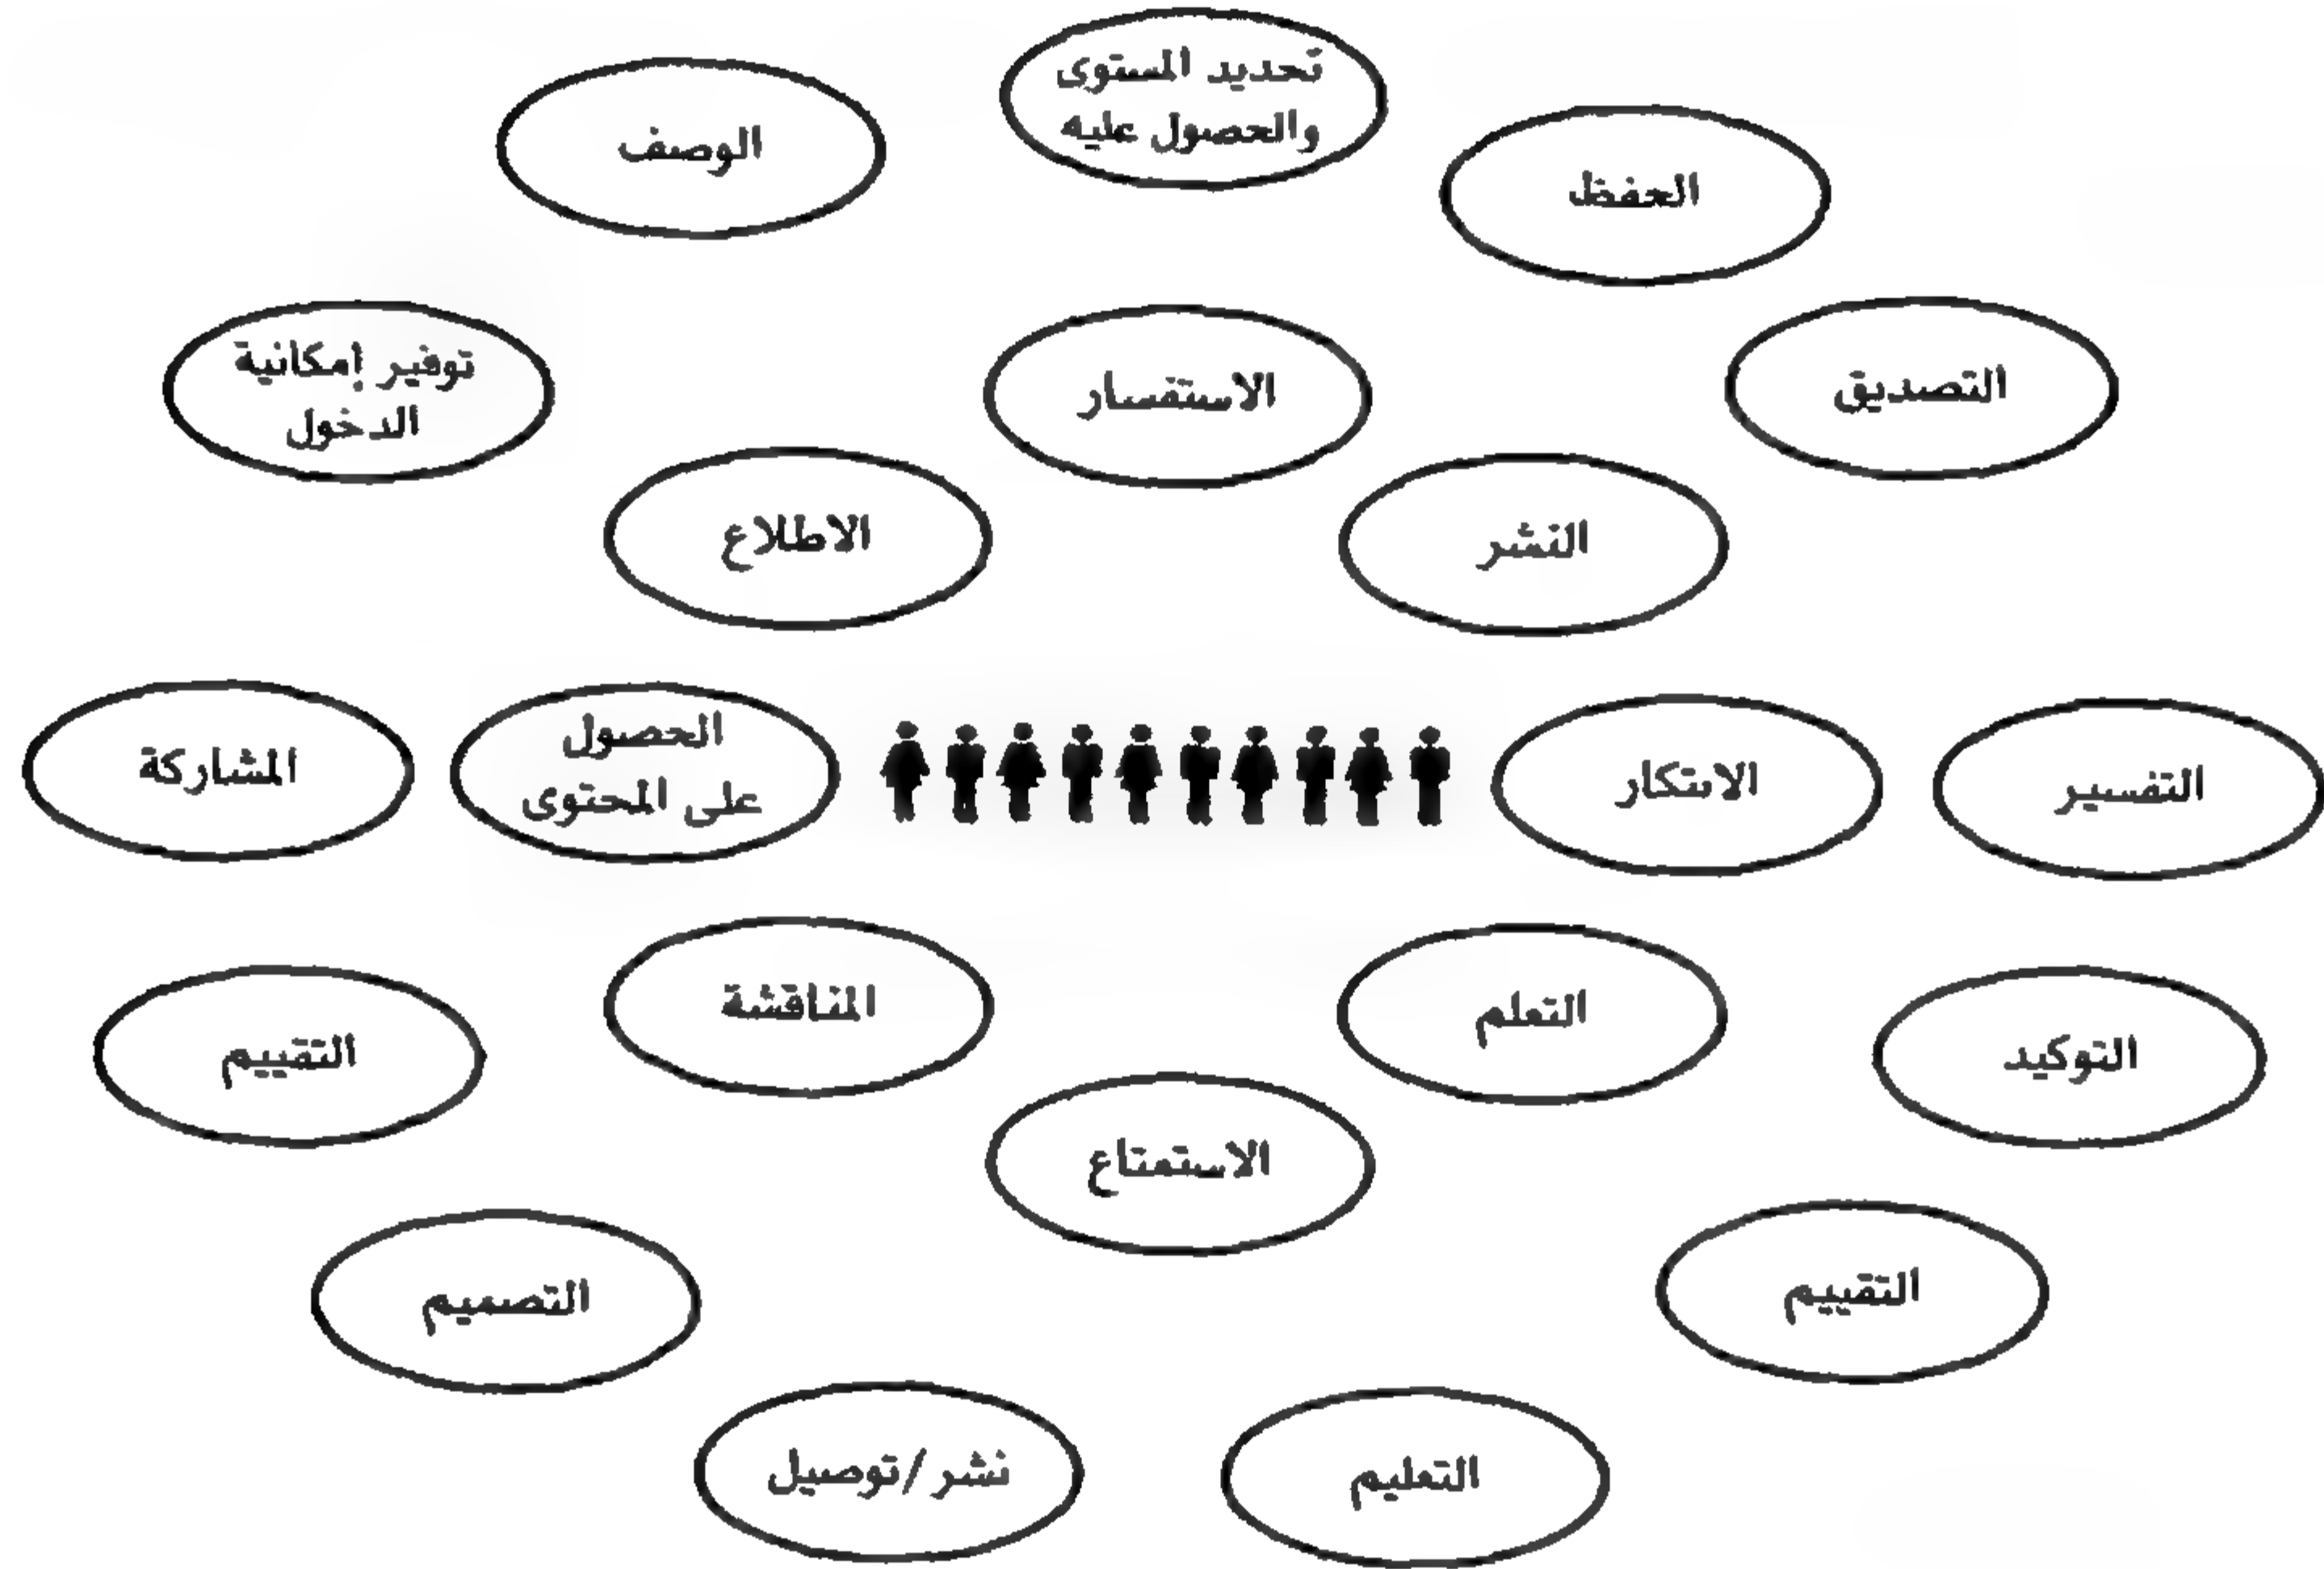 تحديد المستوى
والحصول عليه
الوصف
الحفظ
توفير إمكانية
الدخول
الاستفسار
التصديق
الاطلاع
النشر
المشاركة
الحصول
على المحتوى
الابتكار
التفسير
المناقشة
التعلم
التقييم
التوكيد
الاستمتاع
التصميم
التقييم
نشر/توصيل
التعليم